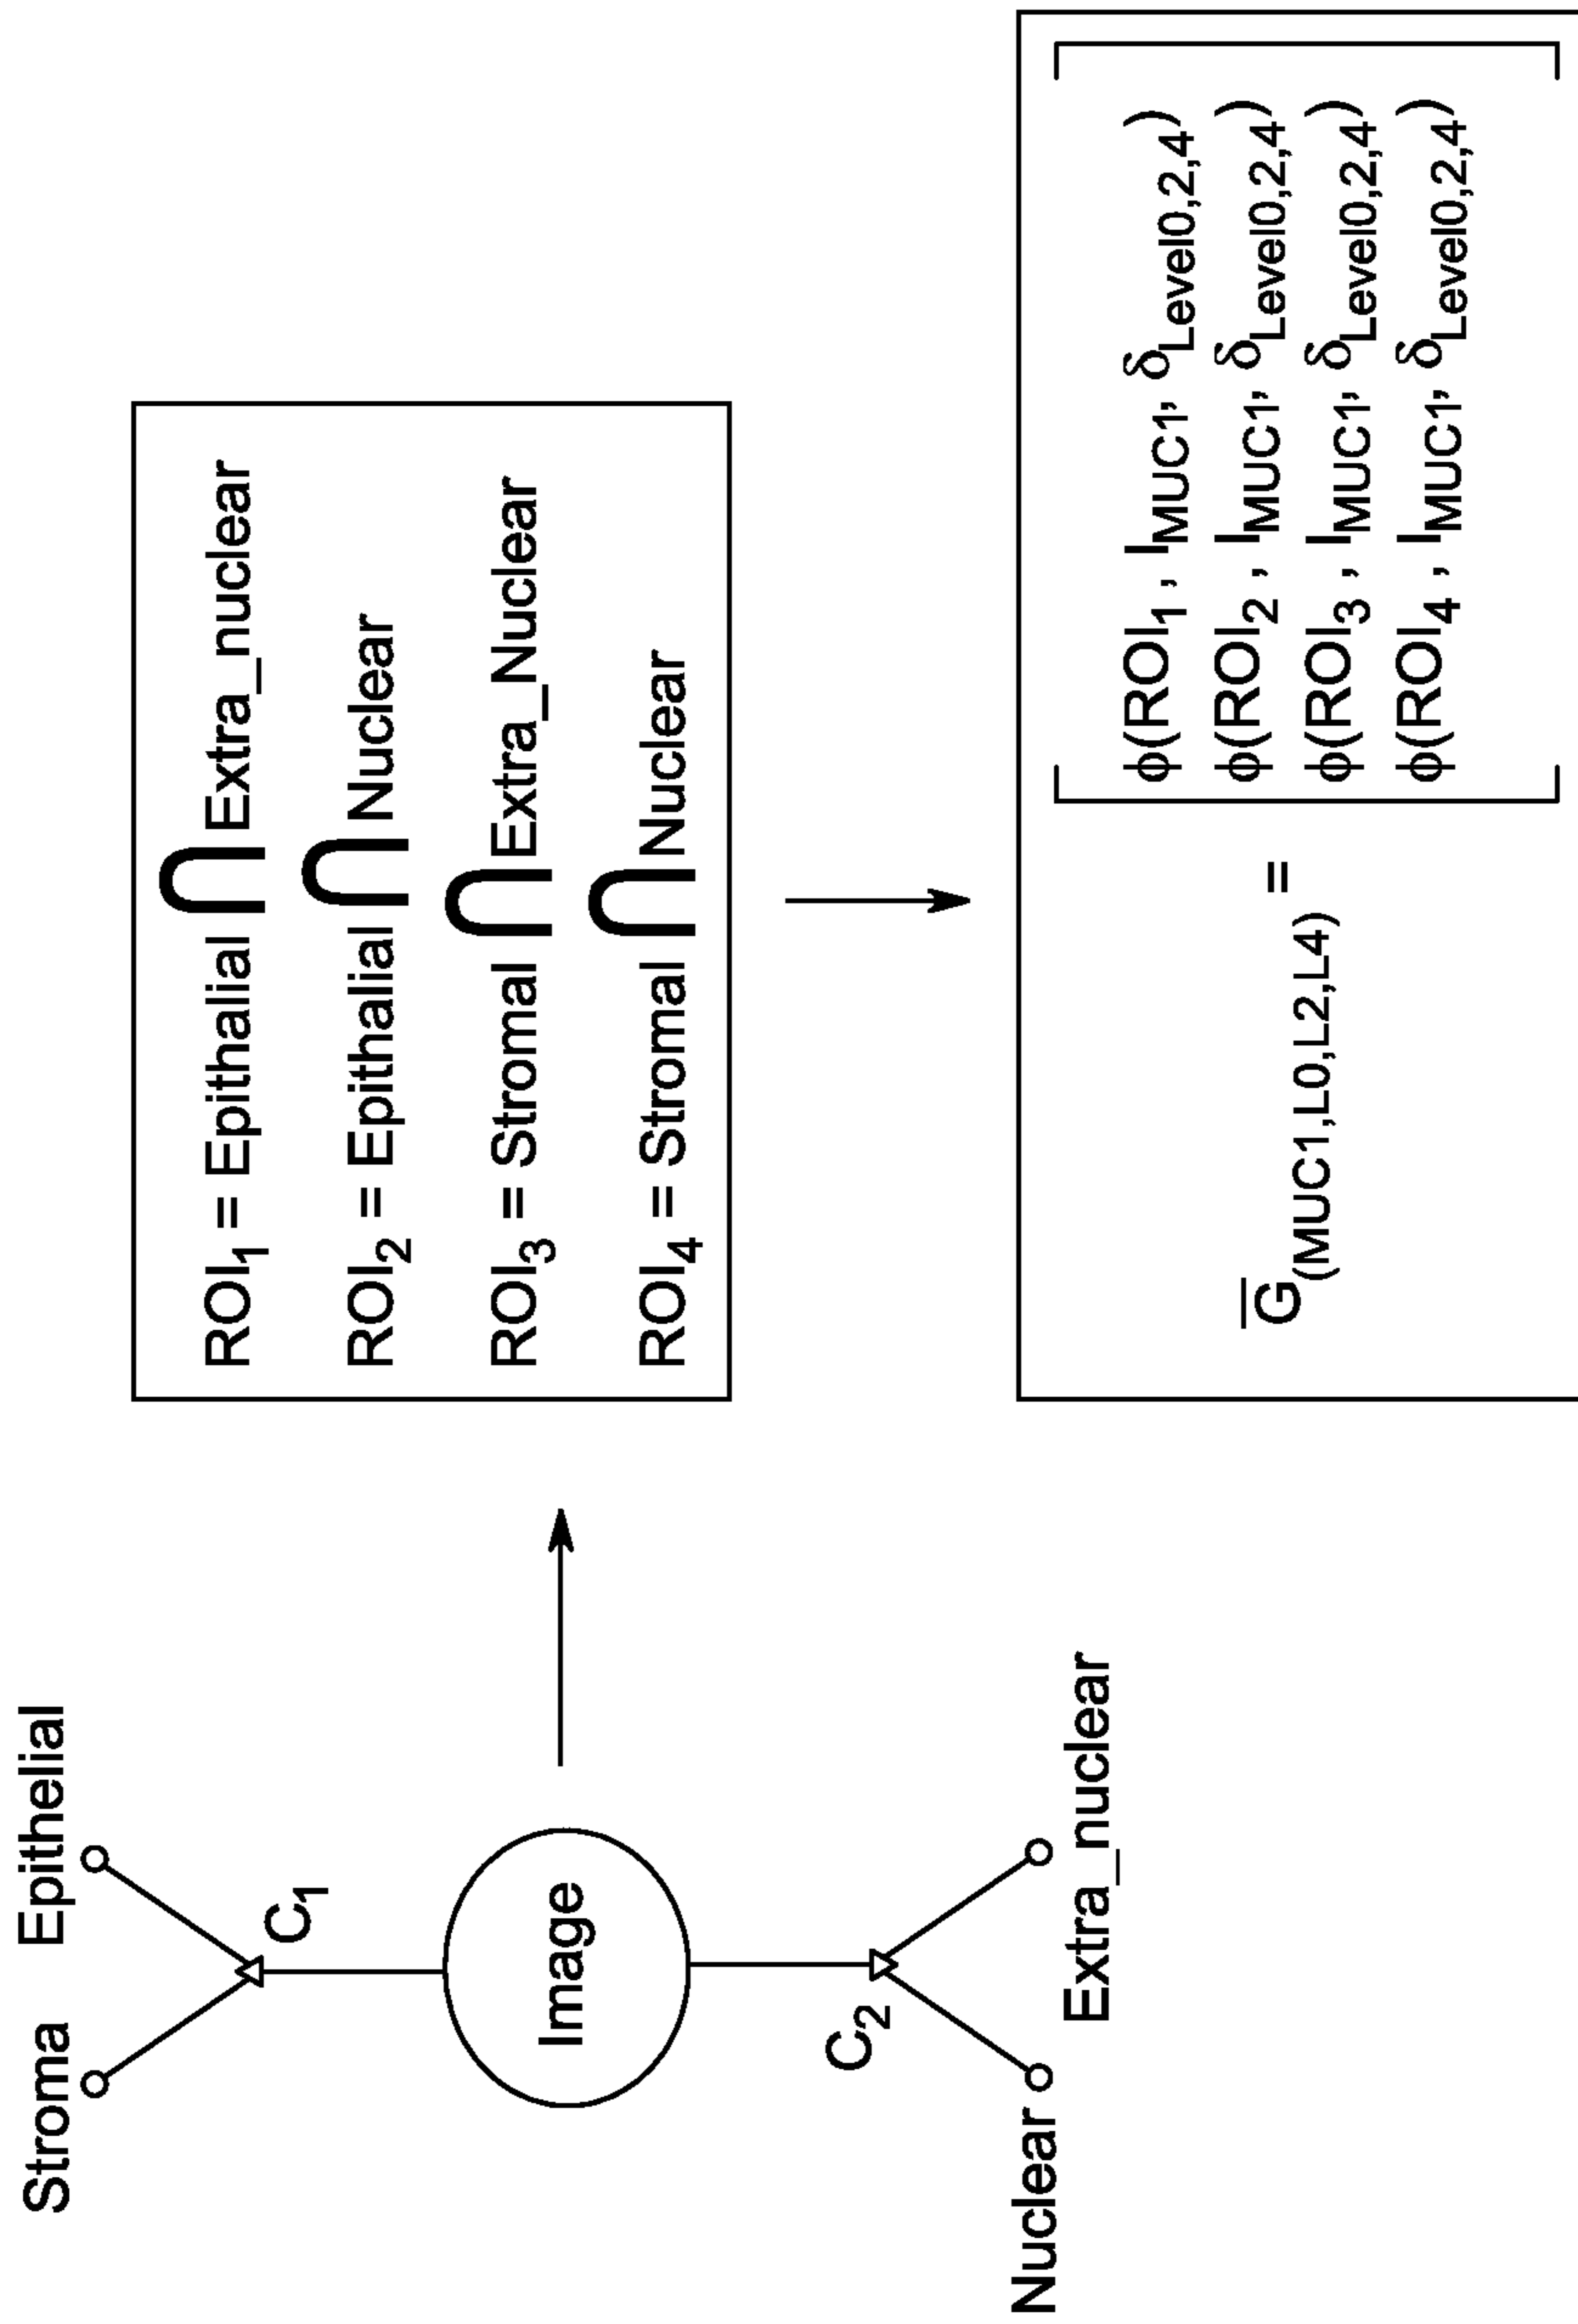 Stroma Epithelial
C1
Image
C2
Nuclear Extra_nuclear
ROI1 = Epithalial ⋂ Extra_nuclear
ROI2 = Epithalial ⋂ Nuclear
ROI3 = Stromal ⋂ Extra_Nuclear
ROI4 = Stromal ⋂ Nuclear
G̅(MUC1,L0,L2,L4) =
ϕ(ROI1, IMUC1, δLevel0,2,4)
ϕ(ROI2, IMUC1, δLevel0,2,4)
ϕ(ROI3, IMUC1, δLevel0,2,4)
ϕ(ROI4, IMUC1, δLevel0,2,4)